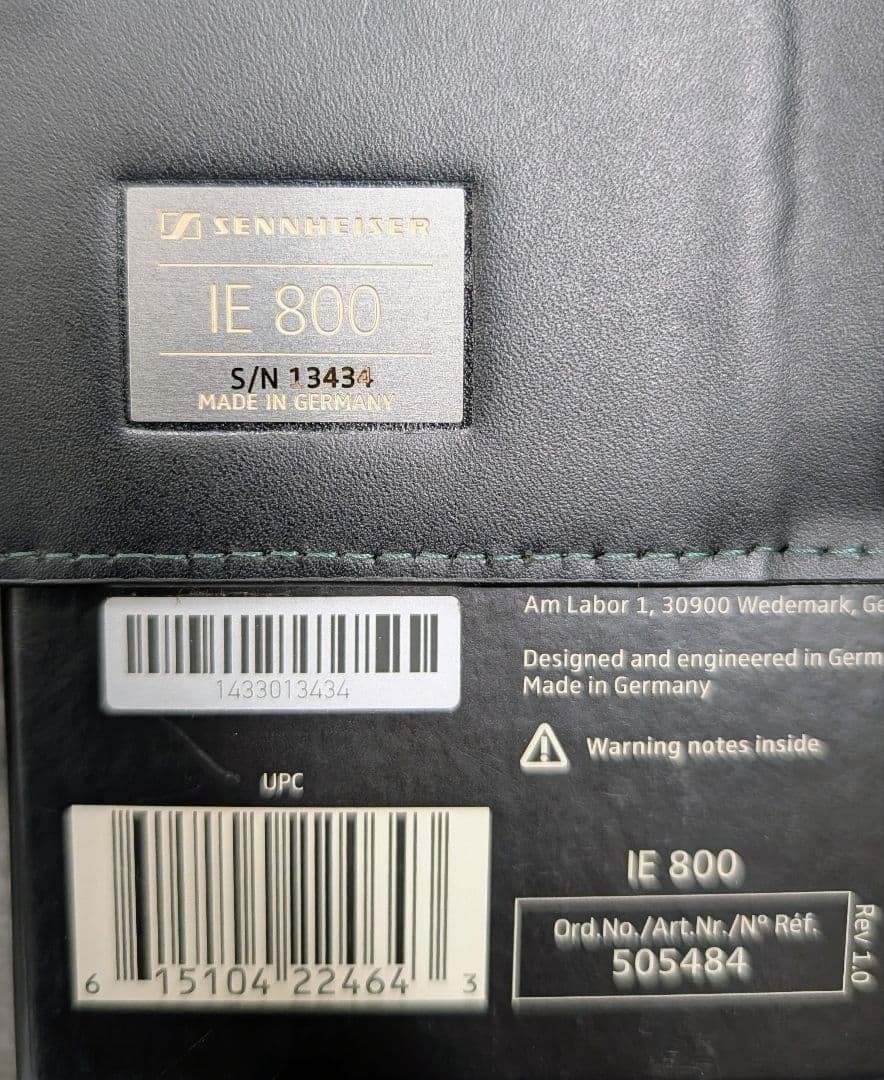 SENNHEISER
IE 800
S/N 13434
MADE IN GERMANY
1433013434
Am Labor 1, 30900 Wedemark, Ge
Designed and engineered in Germ
Made in Germany
Warning notes inside
UPC
6 15104 22464 3
IE 800
Ord.No./Art.Nr./N° Réf.
505484
Rev 1.0